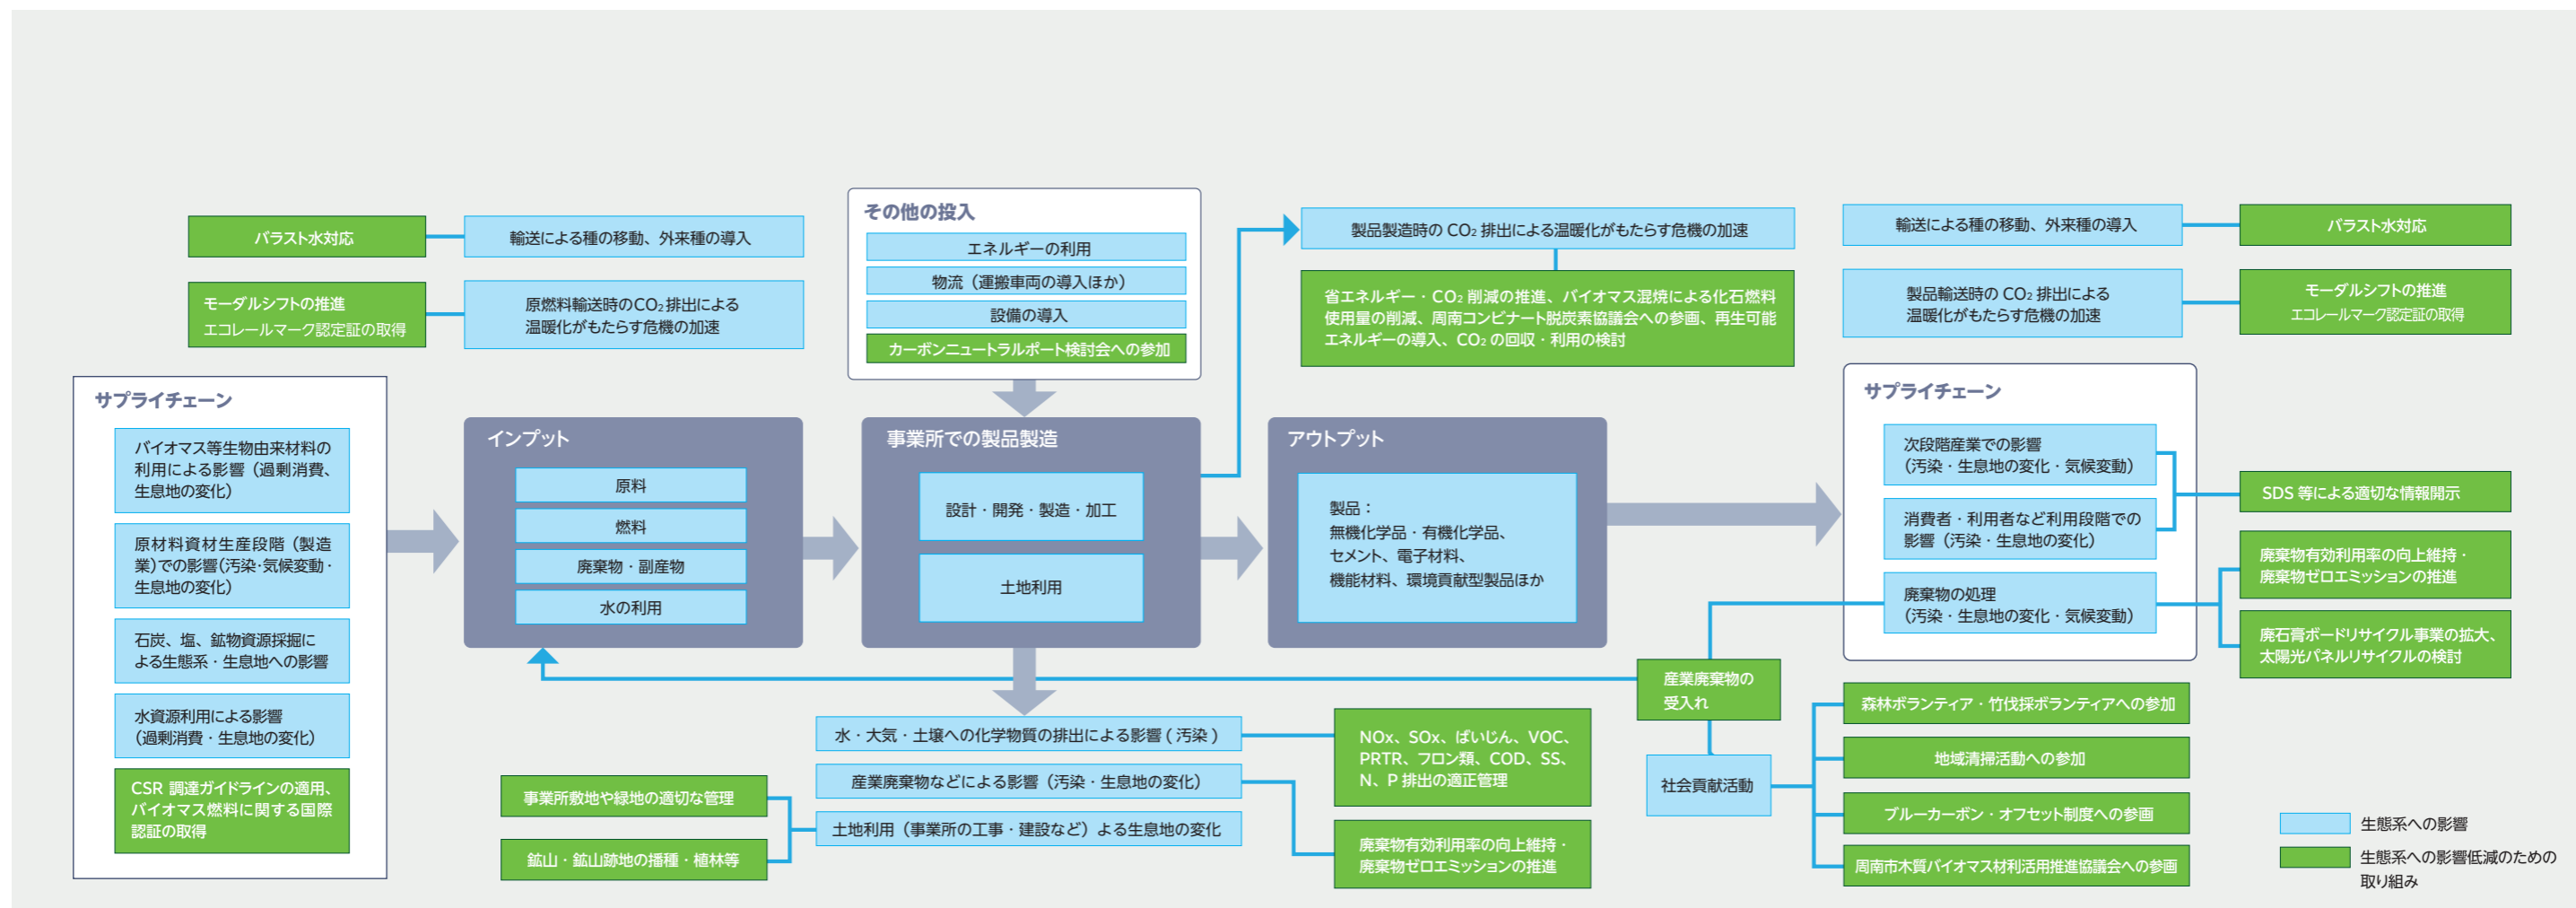 バラスト水対応
輸送による種の移動、外来種の導入
モーダルシフトの推進
エコレールマーク認定証の取得
原燃料輸送時のCO₂排出による
温暖化がもたらす危機の加速
サプライチェーン
バイオマス等生物由来材料の
利用による影響（過剰消費、
生息地の変化）
原材料資材生産段階（製造
業）での影響（汚染・気候変動・
生息地の変化）
石炭、塩、鉱物資源採掘に
よる生態系・生息地への影響
水資源利用による影響
（過剰消費・生息地の変化）
CSR 調達ガイドラインの適用、
バイオマス燃料に関する国際
認証の取得
インプット
原料
燃料
廃棄物・副産物
水の利用
その他の投入
エネルギーの利用
物流（運搬車両の導入ほか）
設備の導入
カーボンニュートラルポート検討会への参加
事業所での製品製造
設計・開発・製造・加工
土地利用
製品製造時の CO₂ 排出による温暖化がもたらす危機の加速
省エネルギー・CO₂ 削減の推進、バイオマス混焼による化石燃料
使用量の削減、周南コンビナート脱炭素協議会への参画、再生可能
エネルギーの導入、CO₂ の回収・利用の検討
アウトプット
製品：
無機化学品・有機化学品、
セメント、電子材料、
機能材料、環境貢献型製品ほか
水・大気・土壌への化学物質の排出による影響 ( 汚染 )
産業廃棄物などによる影響（汚染・生息地の変化）
土地利用（事業所の工事・建設など）よる生息地の変化
事業所敷地や緑地の適切な管理
鉱山・鉱山跡地の播種・植林等
NOx、SOx、ばいじん、VOC、
PRTR、フロン類、COD、SS、
N、P 排出の適正管理
廃棄物有効利用率の向上維持・
廃棄物ゼロエミッションの推進
輸送による種の移動、外来種の導入
バラスト水対応
製品輸送時の CO₂ 排出による
温暖化がもたらす危機の加速
モーダルシフトの推進
エコレールマーク認定証の取得
サプライチェーン
次段階産業での影響
（汚染・生息地の変化・気候変動）
消費者・利用者など利用段階での
影響（汚染・生息地の変化）
廃棄物の処理
（汚染・生息地の変化・気候変動）
SDS 等による適切な情報開示
廃棄物有効利用率の向上維持・
廃棄物ゼロエミッションの推進
廃石膏ボードリサイクル事業の拡大、
太陽光パネルリサイクルの検討
産業廃棄物の
受入れ
社会貢献活動
森林ボランティア・竹伐採ボランティアへの参加
地域清掃活動への参加
ブルーカーボン・オフセット制度への参画
周南市木質バイオマス材利活用推進協議会への参画
生態系への影響
生態系への影響低減のための
取り組み